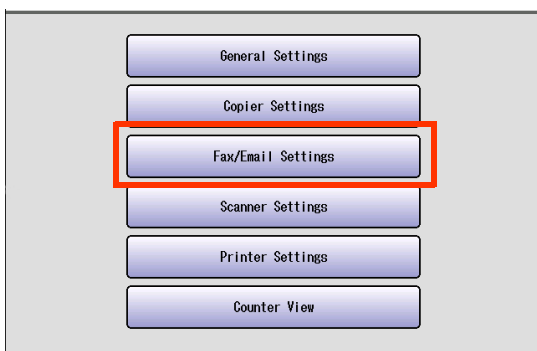 General Settings
Copier Settings
Fax/Email Settings
Scanner Settings
Printer Settings
Counter View